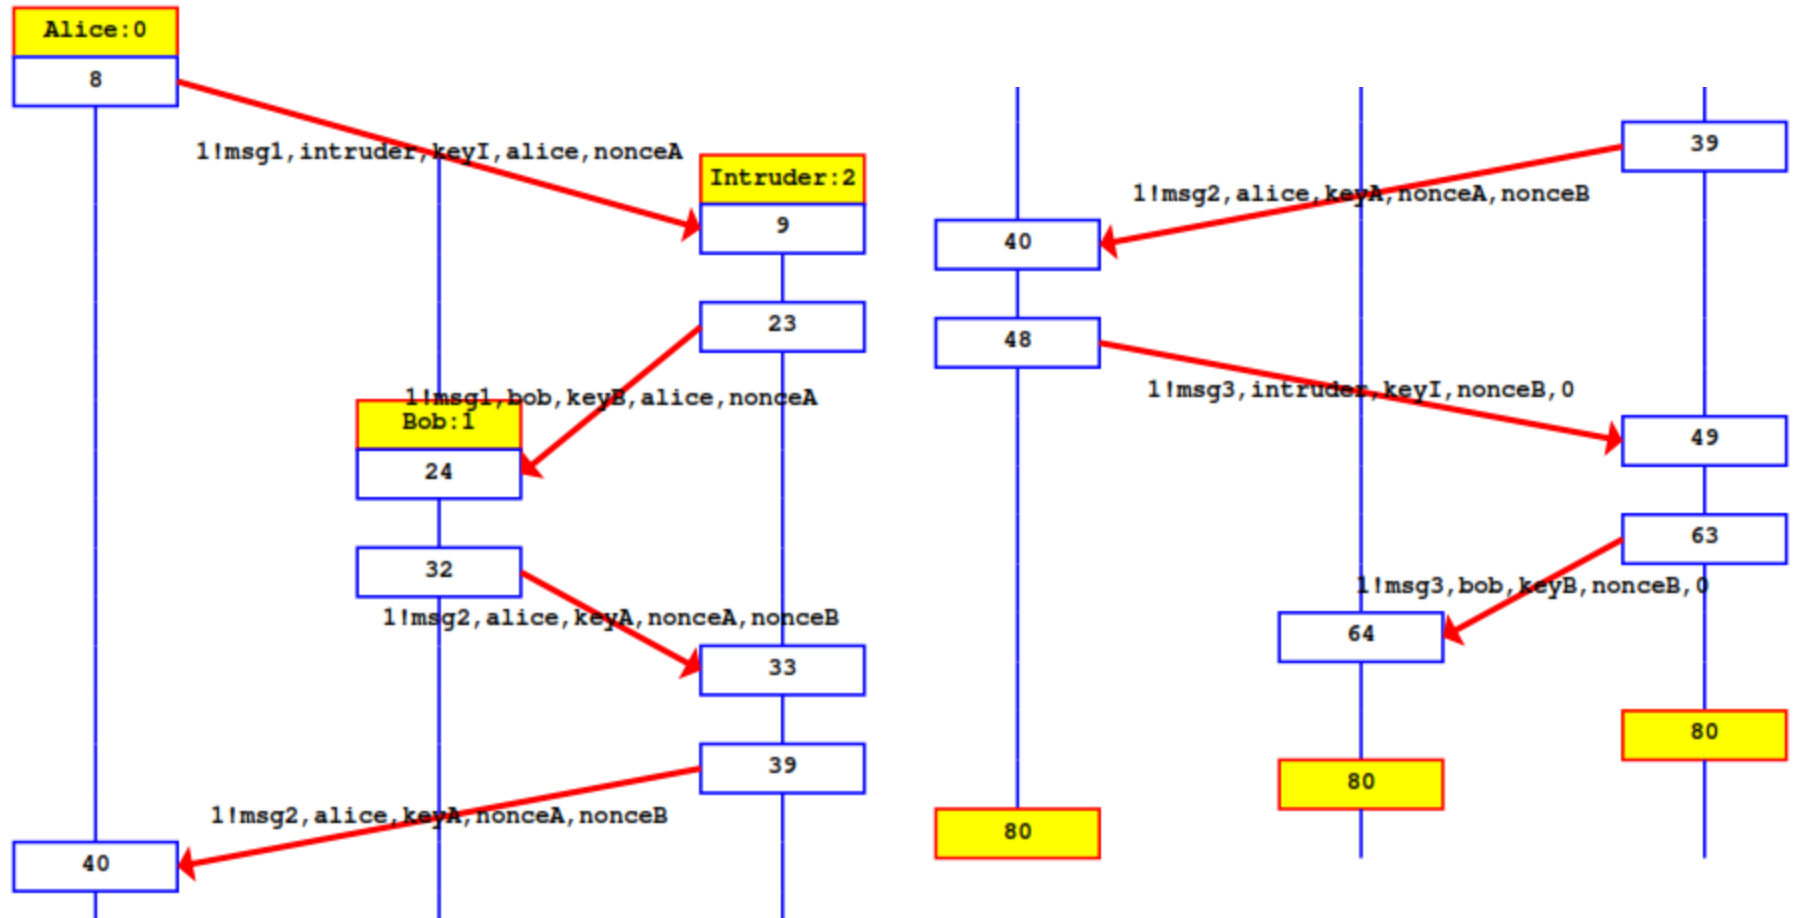 Alice:0
8
1!msg1,intruder,keyI,alice,nonceA
Intruder:2
9
23
1!msg1,bob,keyB,alice,nonceA
Bob:1
24
32
1!msg2,alice,keyA,nonceA,nonceB
33
39
1!msg2,alice,keyA,nonceA,nonceB
40
39
1!msg2,alice,keyA,nonceA,nonceB
40
48
1!msg3,intruder,keyI,nonceB,0
49
63
1!msg3,bob,keyB,nonceB,0
64
80
80
80